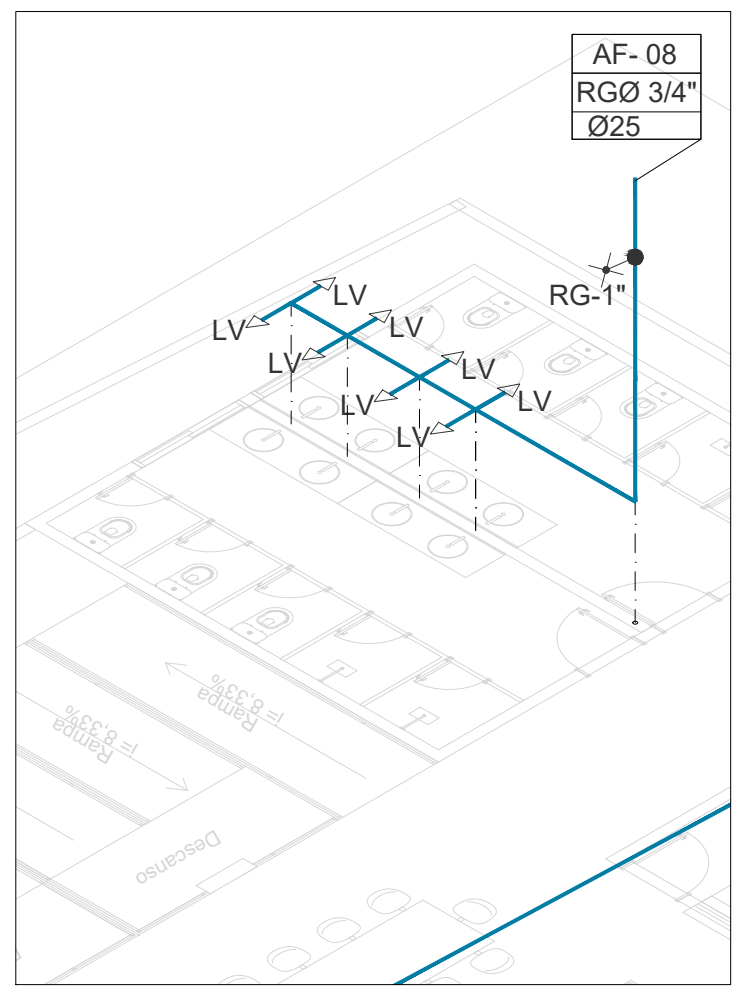 AF- 08
RGØ 3/4"
Ø25
RG-1"
LV
LV
LV
LV
LV
LV
LV
LV
Rampa
i= 8,33%
Rampa
i= 8,33%
Descanso